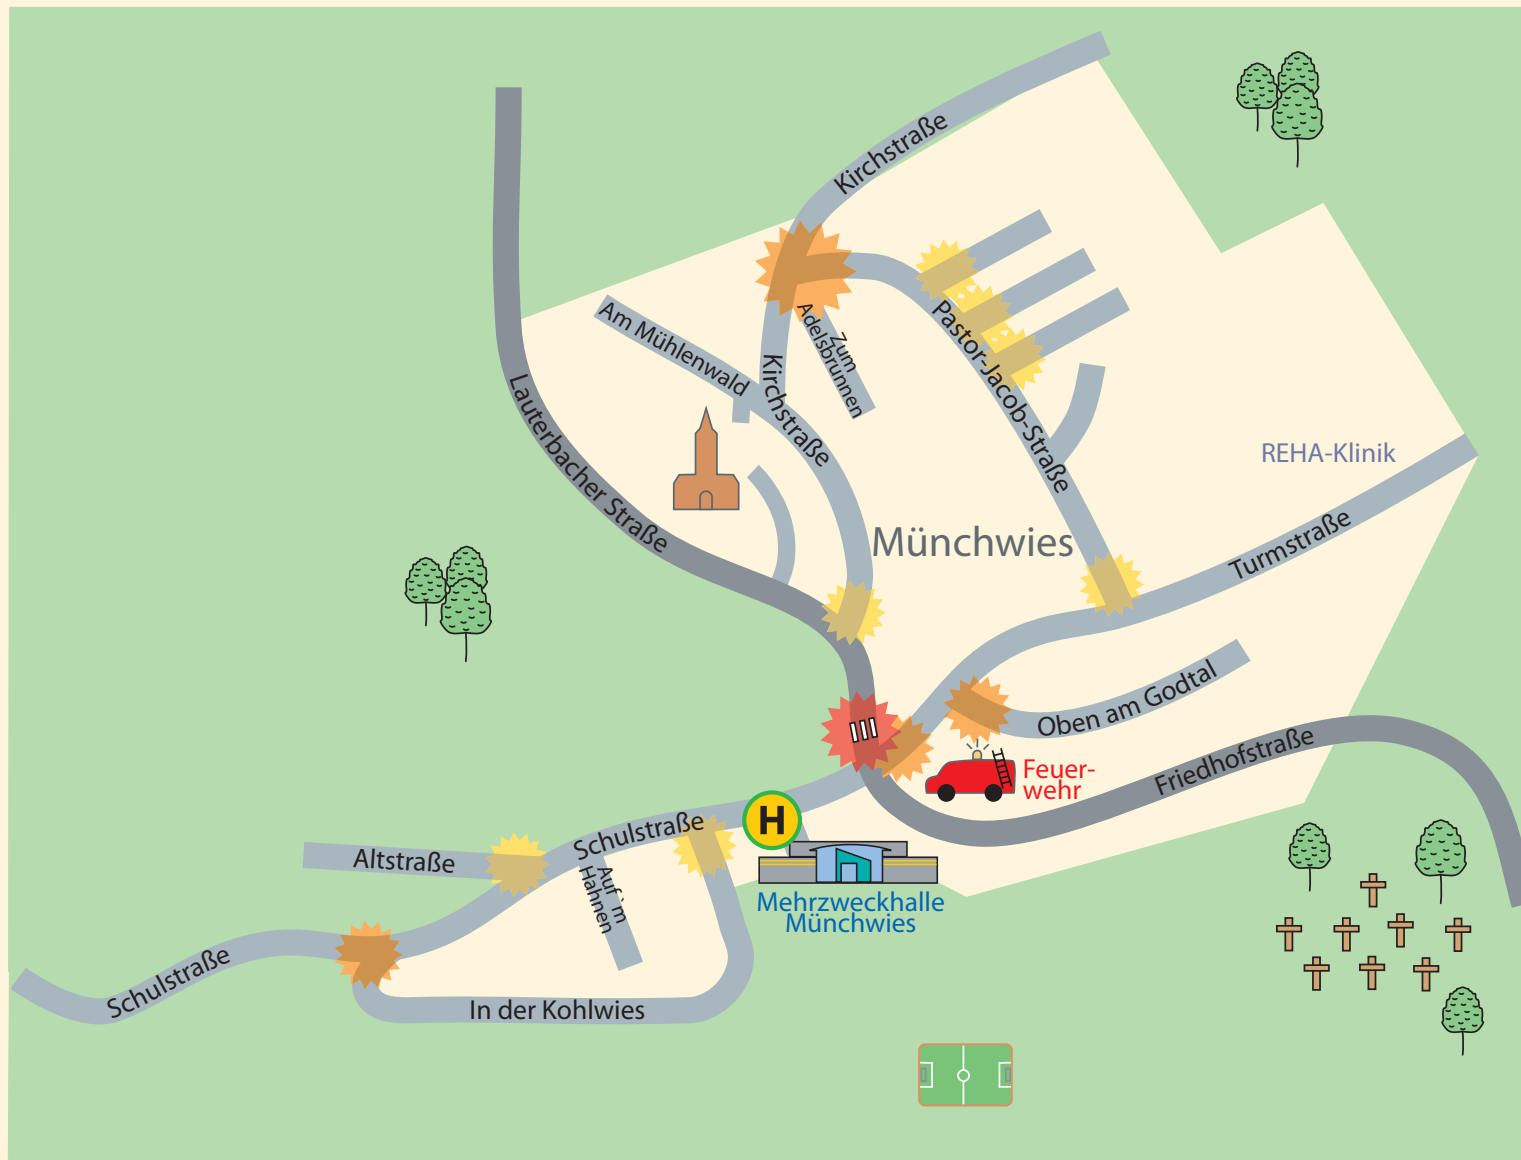 Kirchstraße
Am Mühlenwald
Zum
Adelsbrunnen
Pastor-Jacob-Straße
Kirchstraße
Lauterbacher Straße
REHA-Klinik
Münchwies
Turmstraße
Oben am Godtal
Friedhofstraße
Feuer-
wehr
H
Schulstraße
Altstraße
Auf`m
Hahnen
Mehrzweckhalle
Münchwies
Schulstraße
In der Kohlwies